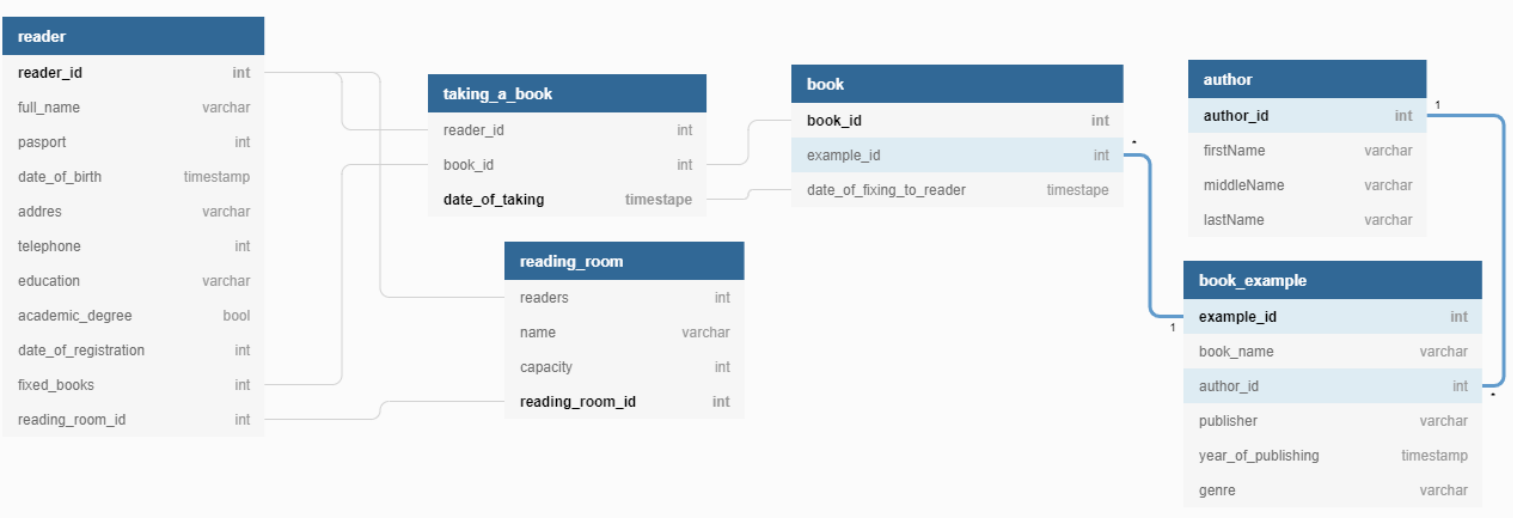 reader
reader_id int
full_name varchar
pasport int
date_of_birth timestamp
addres varchar
telephone int
education varchar
academic_degree bool
date_of_registration int
fixed_books int
reading_room_id int
taking_a_book
reader_id int
book_id int
date_of_taking timestape
reading_room
readers int
name varchar
capacity int
reading_room_id int
book
book_id int
example_id int
date_of_fixing_to_reader timestape
*
1
author
author_id int
firstName varchar
middleName varchar
lastName varchar
1
book_example
example_id int
book_name varchar
author_id int
publisher varchar
year_of_publishing timestamp
genre varchar
*